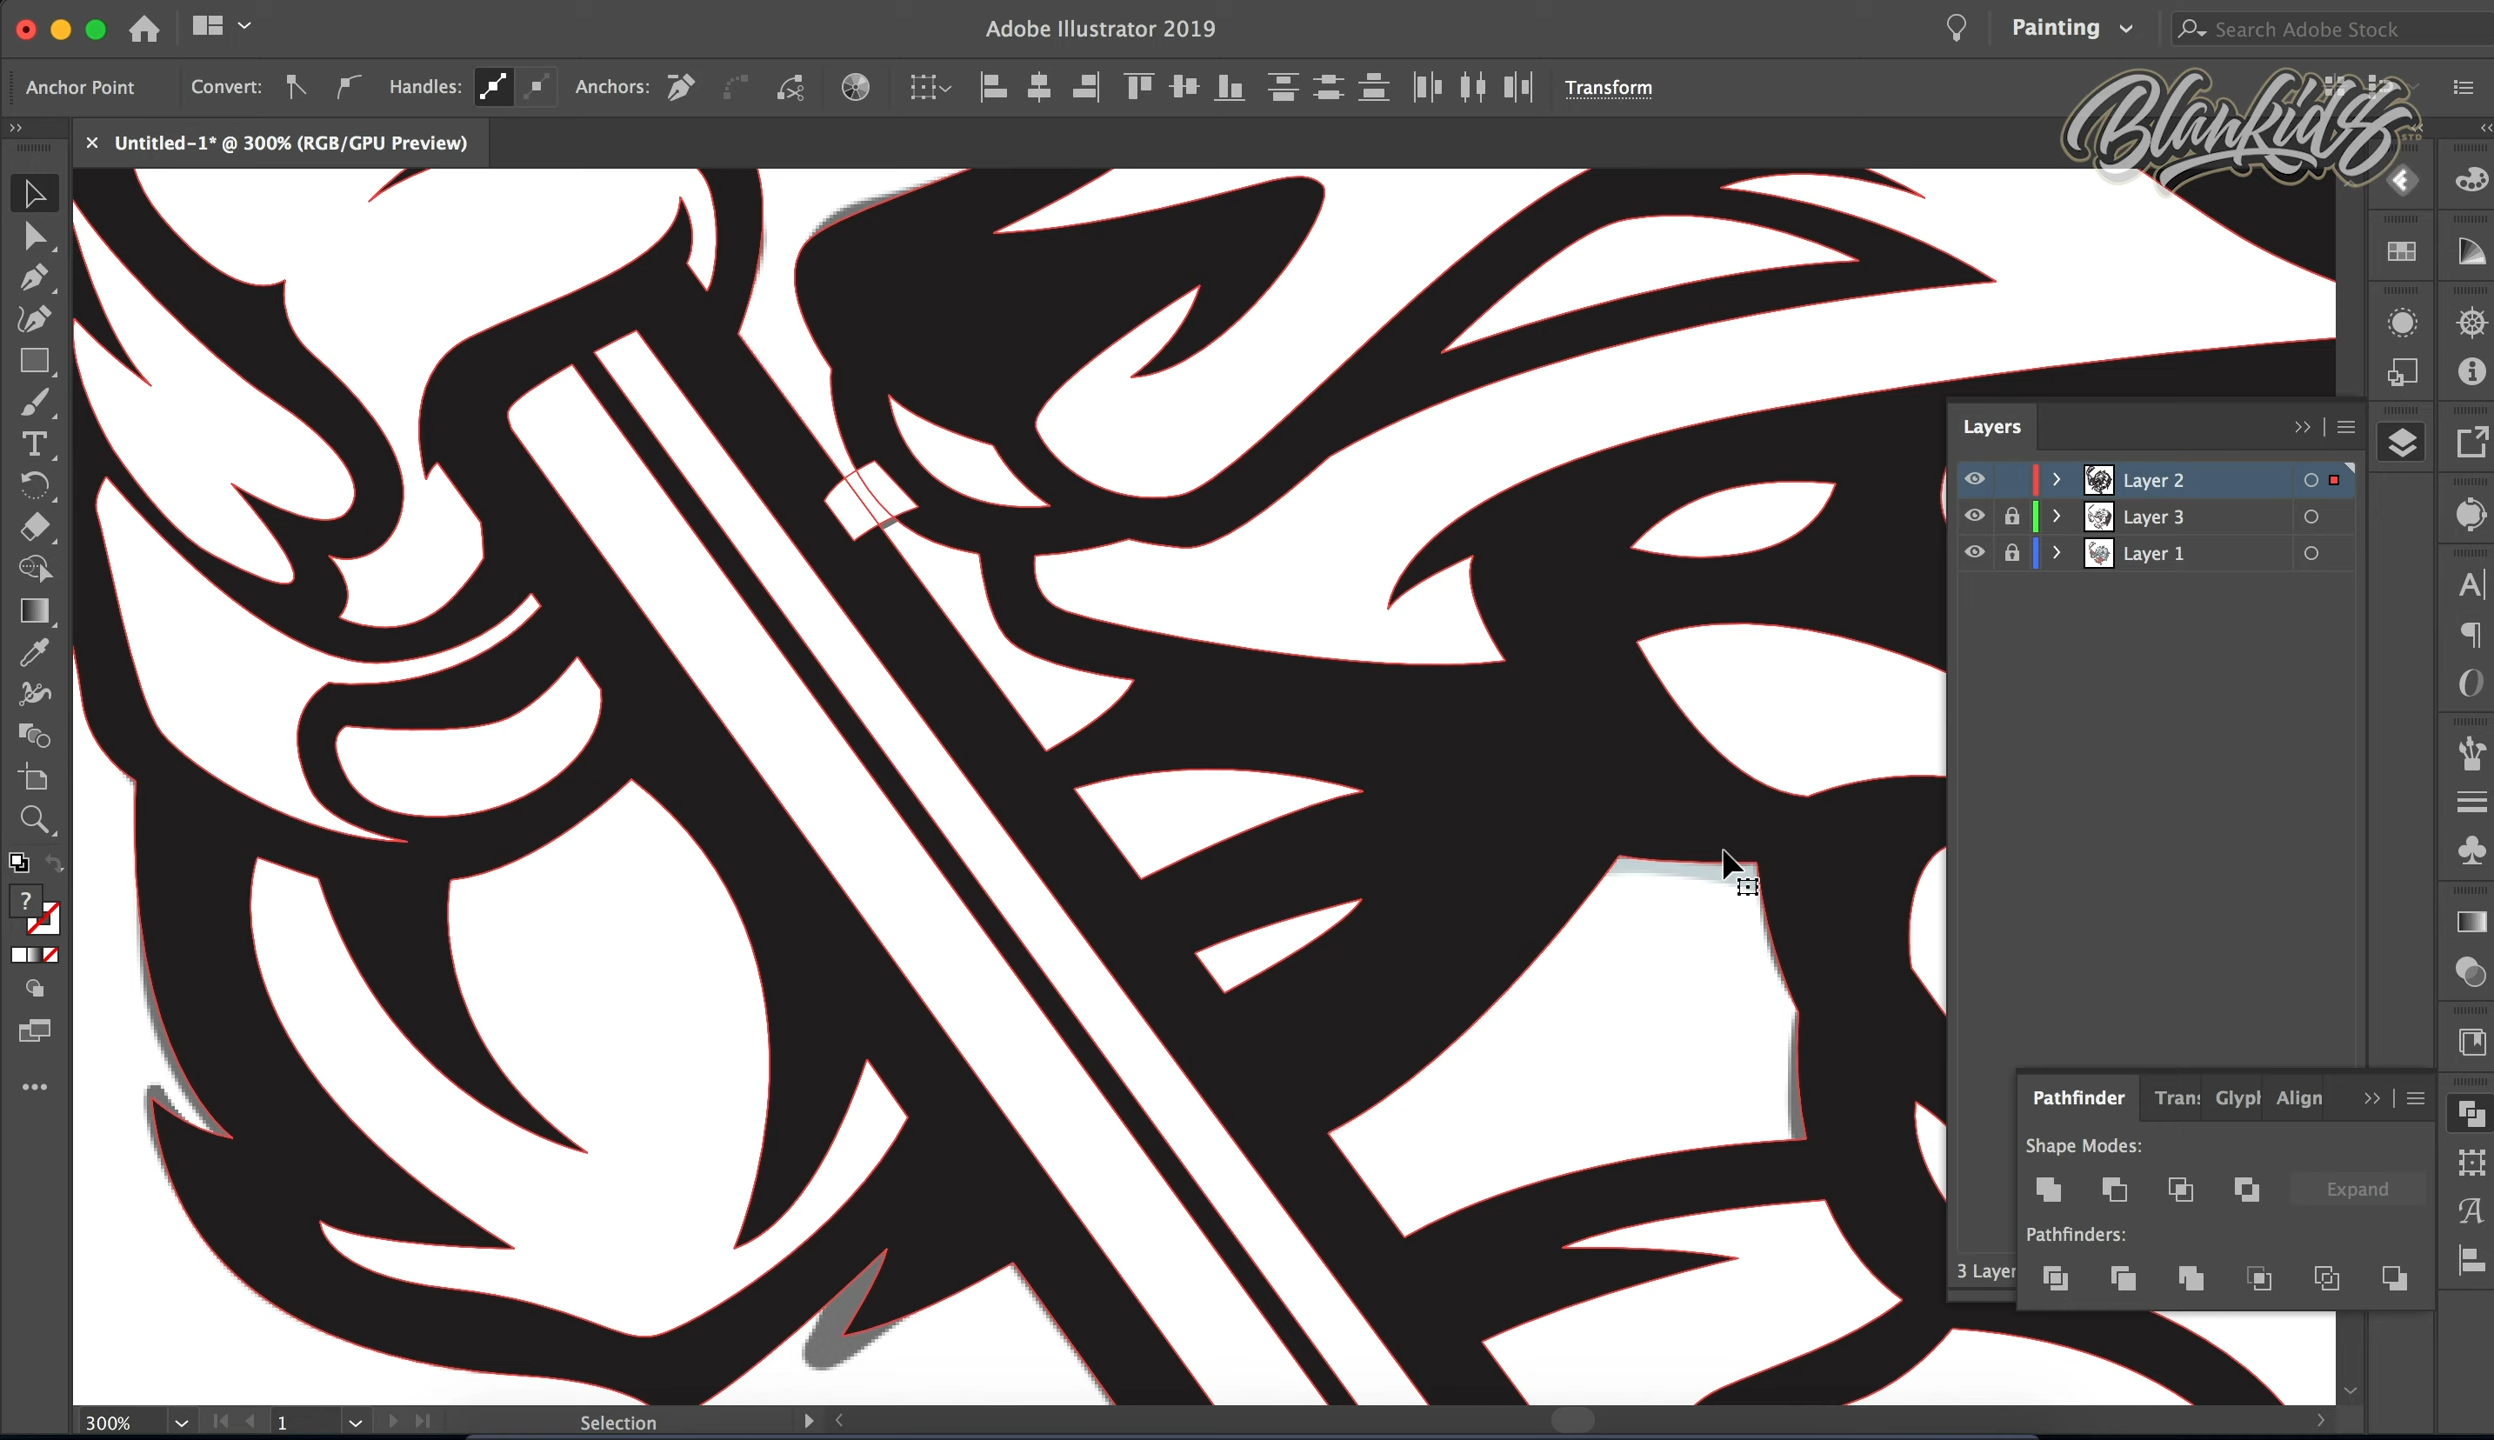 Adobe Illustrator 2019
Painting
Search Adobe Stock
Anchor Point
Convert:
Handles:
Anchors:
Transform
Blankids
STD
Untitled-1* @ 300% (RGB/GPU Preview)
Layers
Layer 2
Layer 3
Layer 1
3 Layer
Pathfinder
Trans
Glyph
Align
Shape Modes:
Expand
Pathfinders:
300%
1
Selection